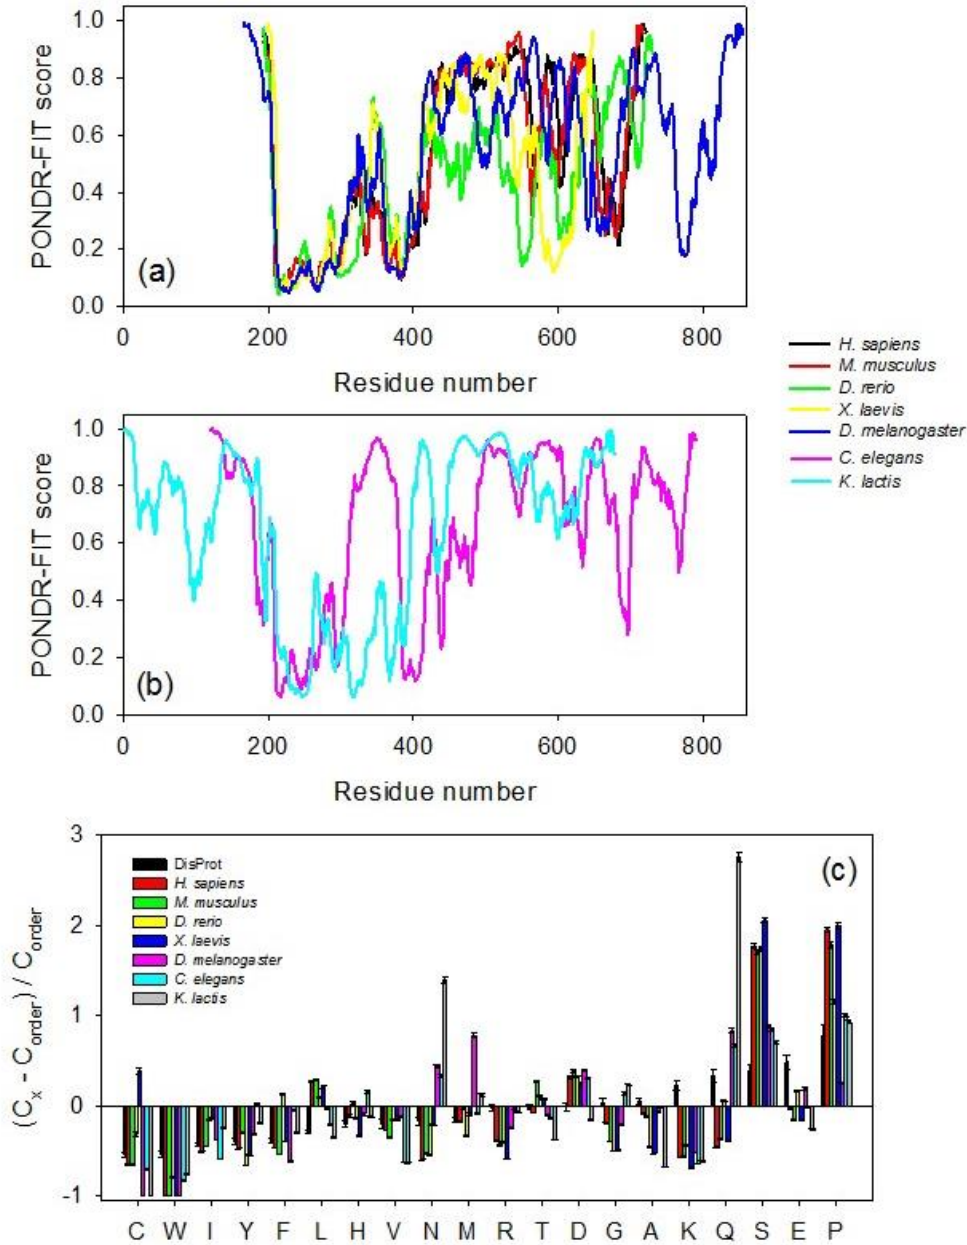 1.0
0.8
0.6
0.4
0.2
0.0
PONDR-FIT score
(a)
0 200 400 600 800
Residue number
H. sapiens
M. musculus
D. rerio
X. laevis
D. melanogaster
C. elegans
K. lactis
1.0
0.8
0.6
0.4
0.2
0.0
PONDR-FIT score
(b)
0 200 400 600 800
Residue number
3
2
1
0
-1
(Cx - Corder) / Corder
(c)
DisProt
H. sapiens
M. musculus
D. rerio
X. laevis
D. melanogaster
C. elegans
K. lactis
C W I Y F L H V N M R T D G A K Q S E P